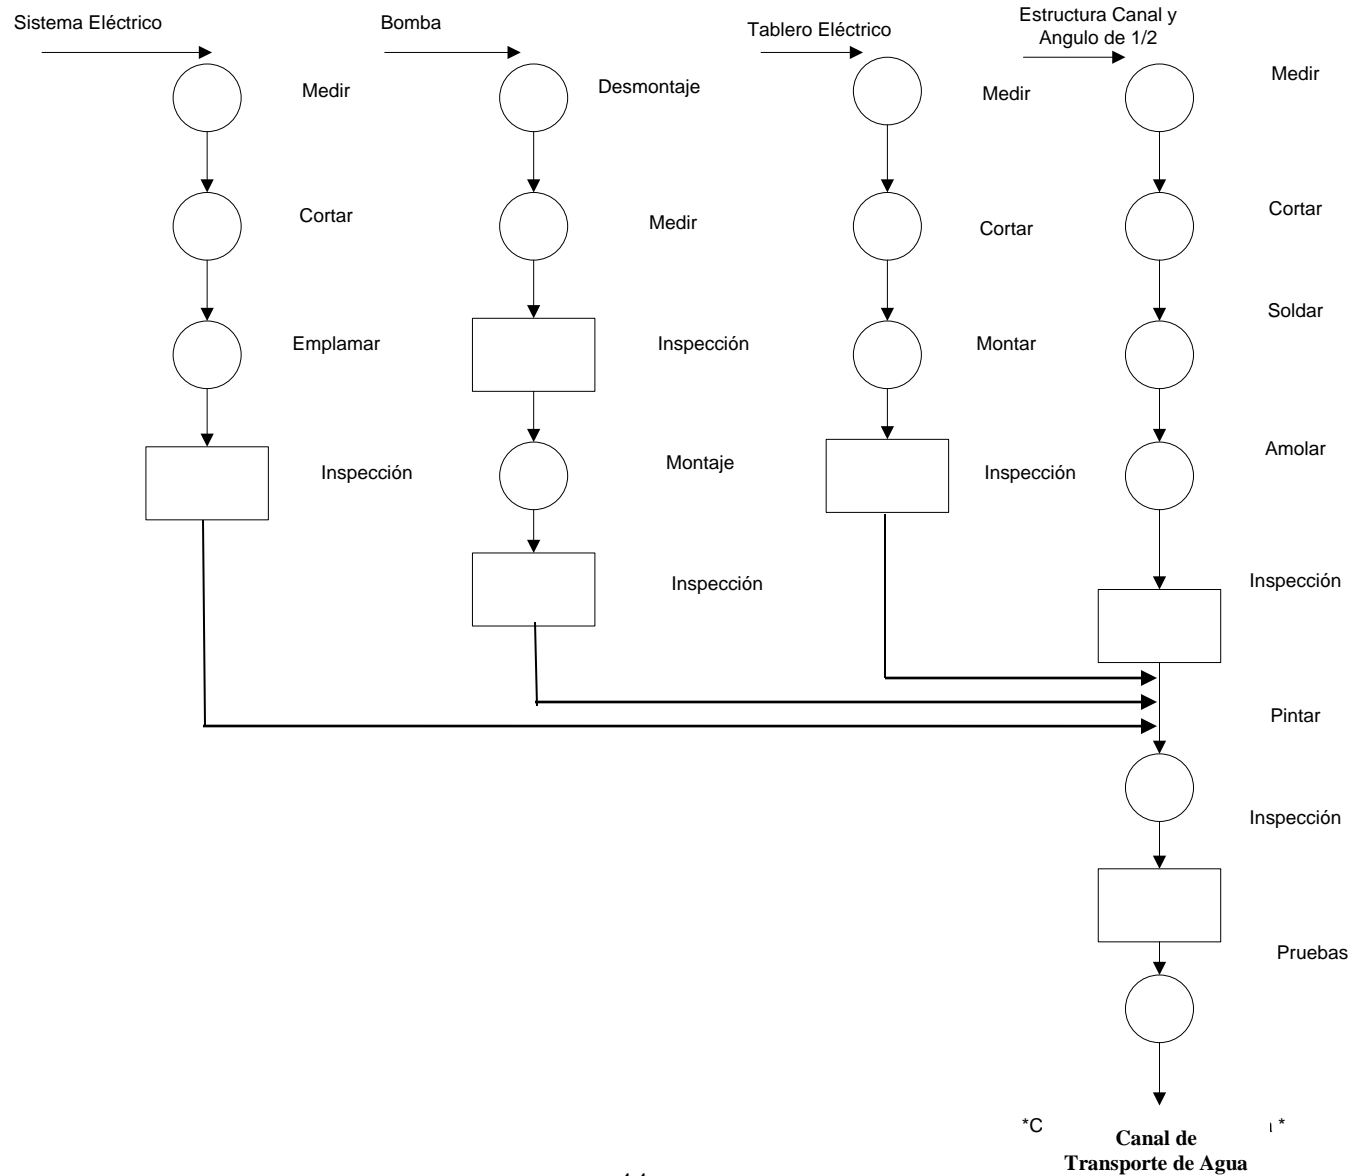 Sistema Eléctrico
Bomba
Tablero Eléctrico
Estructura Canal y
Angulo de 1/2
Medir
Desmontaje
Medir
Medir
Cortar
Medir
Cortar
Cortar
Emplamar
Inspección
Montar
Soldar
Inspección
Montaje
Inspección
Amolar
Inspección
Inspección
Pintar
Inspección
Pruebas
*C
*
Canal de
Transporte de Agua